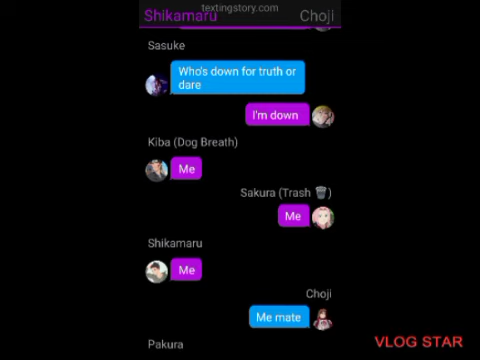 textingstory.com
Shikamaru
Choji
Sasuke
Who's down for truth or
dare
I'm down
Kiba (Dog Breath)
Me
Sakura (Trash 🗑)
Me
Shikamaru
Me
Choji
Me mate
Pakura
VLOG STAR